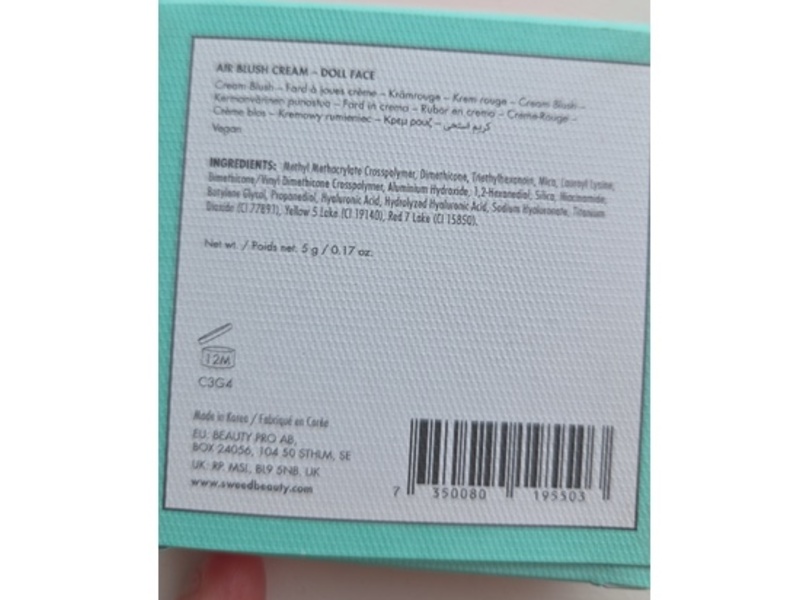 AIR BLUSH CREAM – DOLL FACE
Cream Blush – Fard à joues crème – Krämrouge – Krem rouge – Cream Blush –
Kermanvärinen punastua – Fard in crema – Rubor en crema – Creme-Rouge –
Crème blos – Kremowy rumieniec – Κρεμ ρουζ – كريم استحى
Vegan
INGREDIENTS: Methyl Methacrylate Crosspolymer, Dimethicone, Triethylhexanoin, Mica, Lauroyl Lysine,
Dimethicone/Vinyl Dimethicone Crosspolymer, Aluminium Hydroxide, 1,2-Hexanediol, Silica, Niacinamide,
Butylene Glycol, Propanediol, Hyaluronic Acid, Hydrolyzed Hyaluronic Acid, Sodium Hyaluronate, Titanium
Dioxide (CI 77891), Yellow 5 Lake (CI 19140), Red 7 Lake (CI 15850).
Net wt. / Poids net. 5 g / 0.17 oz.
12M
C3G4
Made in Korea / Fabriqué en Corée
EU: BEAUTY PRO AB,
BOX 24056, 104 50 STHLM, SE
UK: RP, MSL, BL9 5NB, UK
www.sweedbeauty.com
7 350080 195503